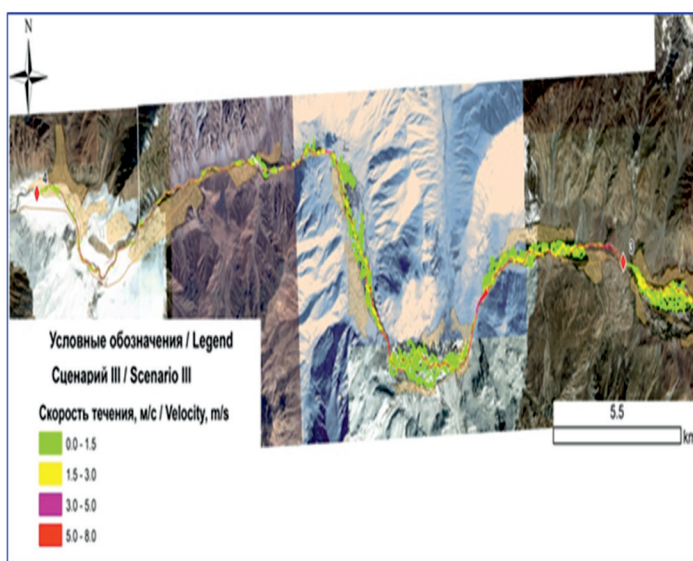 N
4
3
Условные обозначения / Legend
Сценарий III / Scenario III
Скорость течения, м/с / Velocity, m/s
0.0 - 1.5
1.5 - 3.0
3.0 - 5.0
5.0 - 8.0
5.5
km